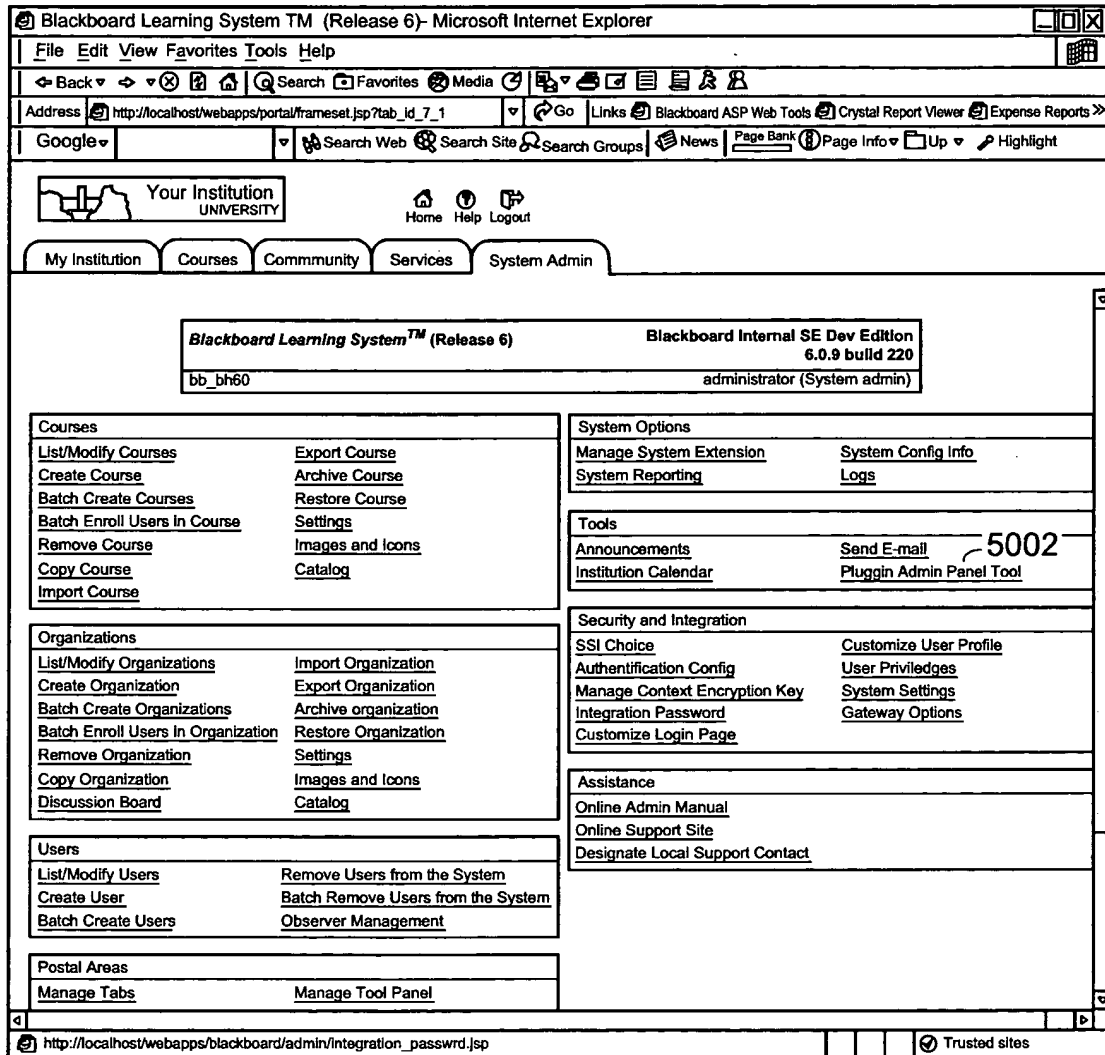 Blackboard Learning System TM (Release 6)- Microsoft Internet Explorer
File Edit View Favorites Tools Help
Back Search Favorites Media
Address http://localhost/webapps/portal/frameset.jsp?tab_id_7_1 Go Links Blackboard ASP Web Tools Crystal Report Viewer Expense Reports »
Google Search Web Search Site Search Groups News Page Bank Page Info Up Highlight
Your Institution
UNIVERSITY
Home Help Logout
My Institution Courses Commmunity Services System Admin
Blackboard Learning System TM (Release 6) Blackboard Internal SE Dev Edition
6.0.9 build 220
bb_bh60 administrator (System admin)
Courses
List/Modify Courses Export Course
Create Course Archive Course
Batch Create Courses Restore Course
Batch Enroll Users In Course Settings
Remove Course Images and Icons
Copy Course Catalog
Import Course
Organizations
List/Modify Organizations Import Organization
Create Organization Export Organization
Batch Create Organizations Archive organization
Batch Enroll Users In Organization Restore Organization
Remove Organization Settings
Copy Organization Images and Icons
Discussion Board Catalog
Users
List/Modify Users Remove Users from the System
Create User Batch Remove Users from the System
Batch Create Users Observer Management
Postal Areas
Manage Tabs Manage Tool Panel
System Options
Manage System Extension System Config Info
System Reporting Logs
Tools
Announcements Send E-mail 5002
Institution Calendar Pluggin Admin Panel Tool
Security and Integration
SSI Choice Customize User Profile
Authentification Config User Priviledges
Manage Context Encryption Key System Settings
Integration Password Gateway Options
Customize Login Page
Assistance
Online Admin Manual
Online Support Site
Designate Local Support Contact
http://localhost/webapps/blackboard/admin/integration_passwrd.jsp Trusted sites